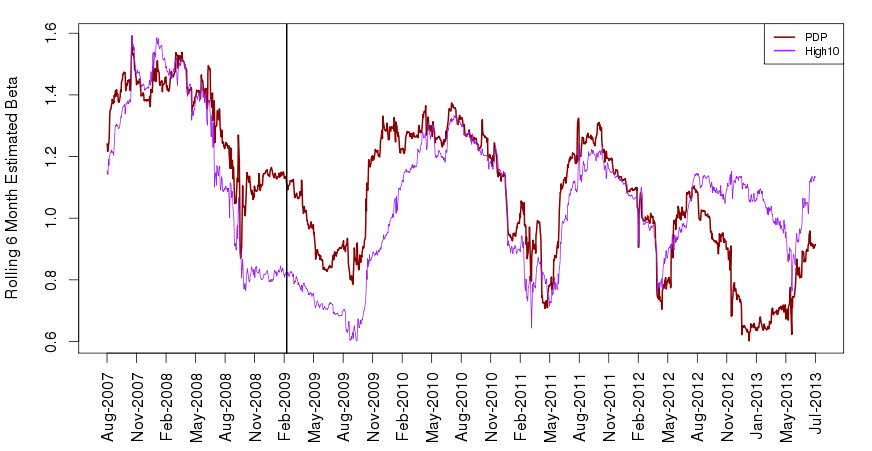 Rolling 6 Month Estimated Beta
1.6
1.4
1.2
1.0
0.8
0.6
PDP
High10
Aug-2007
Nov-2007
Feb-2008
May-2008
Aug-2008
Nov-2008
Feb-2009
May-2009
Aug-2009
Nov-2009
Feb-2010
May-2010
Aug-2010
Nov-2010
Feb-2011
May-2011
Aug-2011
Nov-2011
Feb-2012
May-2012
Aug-2012
Nov-2012
Jan-2013
May-2013
Jul-2013